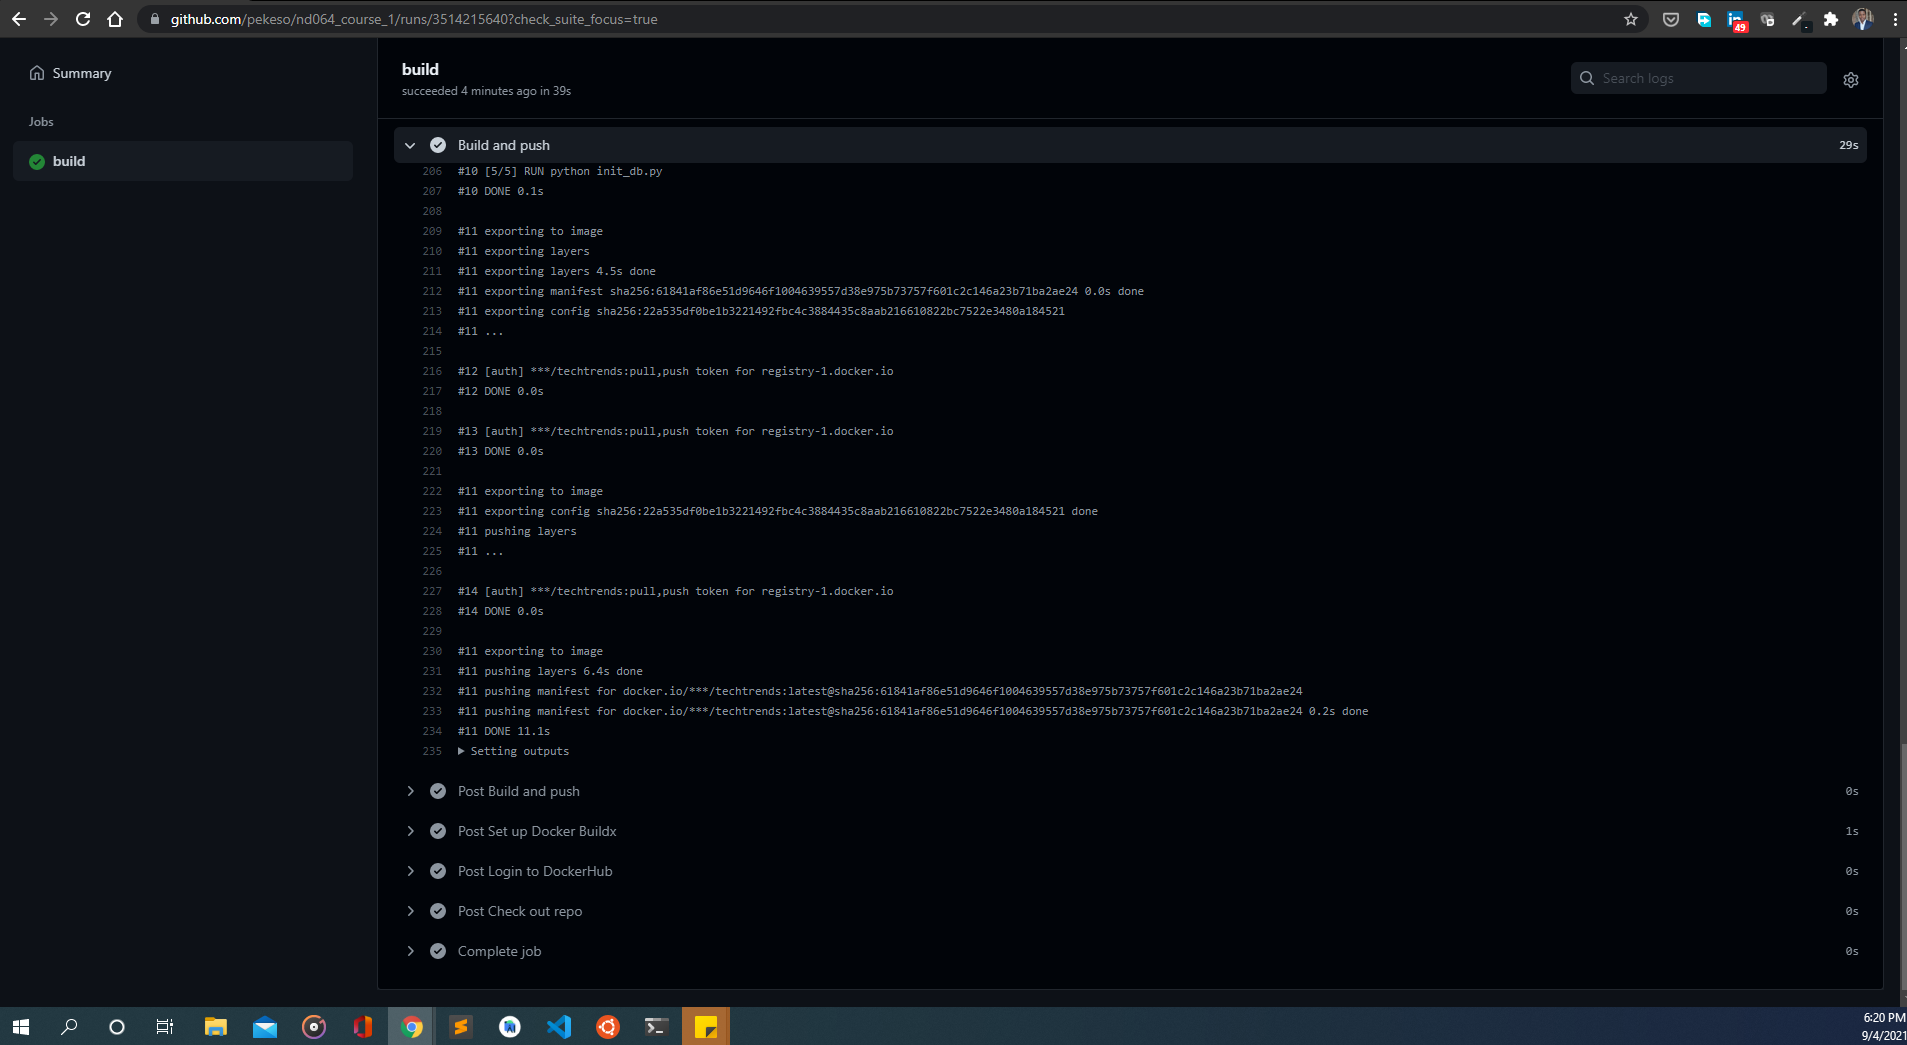 github.com/pekeso/nd064_course_1/runs/3514215640?check_suite_focus=true
49
Summary
Jobs
build
build
succeeded 4 minutes ago in 39s
Search logs
Build and push
29s
206 #10 [5/5] RUN python init_db.py
207 #10 DONE 0.1s
208
209 #11 exporting to image
210 #11 exporting layers
211 #11 exporting layers 4.5s done
212 #11 exporting manifest sha256:61841af86e51d9646f1004639557d38e975b73757f601c2c146a23b71ba2ae24 0.0s done
213 #11 exporting config sha256:22a535df0be1b3221492fbc4c3884435c8aab216610822bc7522e3480a184521
214 #11 ...
215
216 #12 [auth] ***/techtrends:pull,push token for registry-1.docker.io
217 #12 DONE 0.0s
218
219 #13 [auth] ***/techtrends:pull,push token for registry-1.docker.io
220 #13 DONE 0.0s
221
222 #11 exporting to image
223 #11 exporting config sha256:22a535df0be1b3221492fbc4c3884435c8aab216610822bc7522e3480a184521 done
224 #11 pushing layers
225 #11 ...
226
227 #14 [auth] ***/techtrends:pull,push token for registry-1.docker.io
228 #14 DONE 0.0s
229
230 #11 exporting to image
231 #11 pushing layers 6.4s done
232 #11 pushing manifest for docker.io/***/techtrends:latest@sha256:61841af86e51d9646f1004639557d38e975b73757f601c2c146a23b71ba2ae24
233 #11 pushing manifest for docker.io/***/techtrends:latest@sha256:61841af86e51d9646f1004639557d38e975b73757f601c2c146a23b71ba2ae24 0.2s done
234 #11 DONE 11.1s
235 Setting outputs
Post Build and push
0s
Post Set up Docker Buildx
1s
Post Login to DockerHub
0s
Post Check out repo
0s
Complete job
0s
6:20 PM
9/4/2021